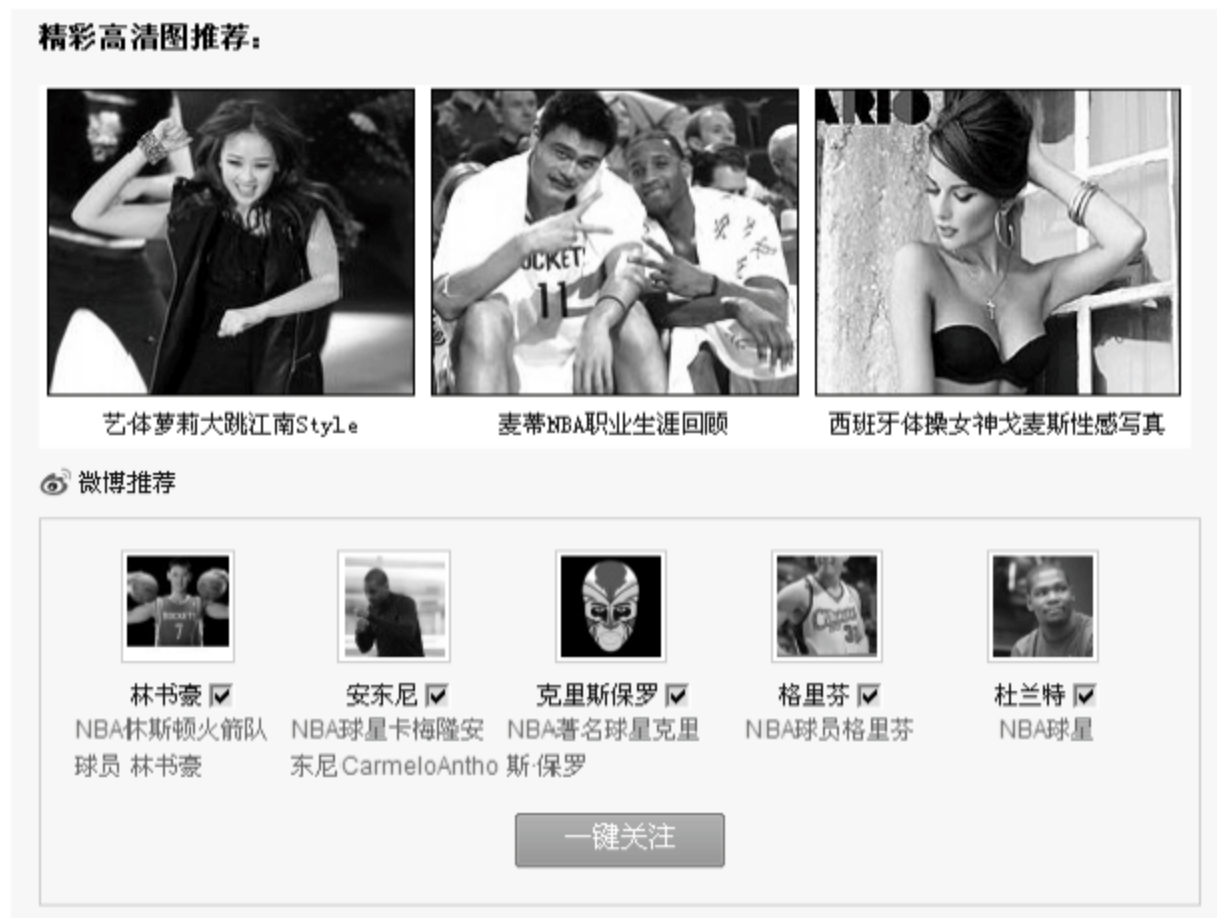 精彩高清图推荐：
ARIO
OCKET
11
艺体萝莉大跳江南Style
麦蒂NBA职业生涯回顾
西班牙体操女神戈麦斯性感写真
微博推荐
ROCKETS
7
林书豪
安东尼
克里斯保罗
格里芬
杜兰特
NBA休斯顿火箭队
NBA球星卡梅隆安
NBA著名球星克里
NBA球员格里芬
NBA球星
球员 林书豪
东尼CarmeloAntho
斯·保罗
一键关注